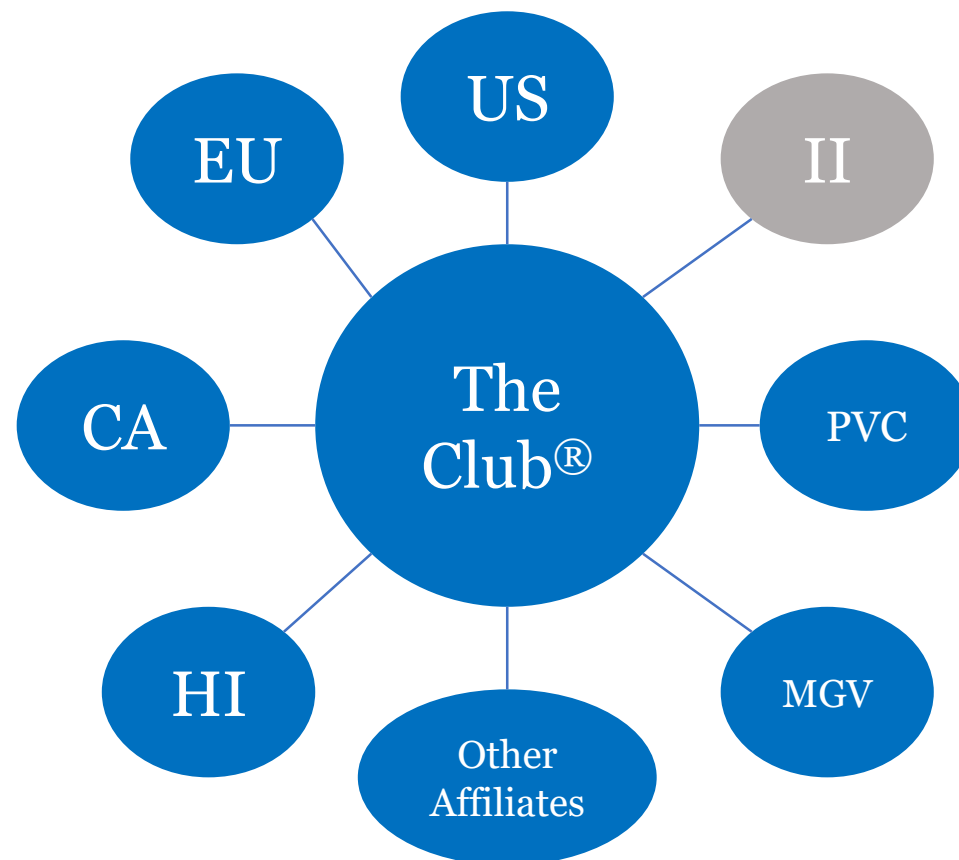 US
EU
II
The
Club®
CA
PVC
HI
MGV
Other
Affiliates